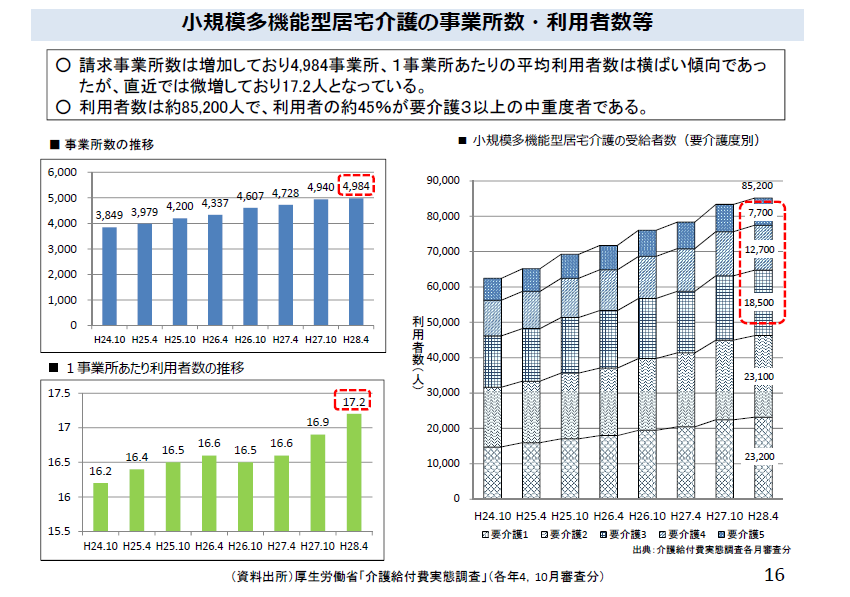 小規模多機能型居宅介護の事業所数・利用者数等
○ 請求事業所数は増加しており4,984事業所、１事業所あたりの平均利用者数は横ばい傾向であっ
たが、直近では微増しており17.2人となっている。
○ 利用者数は約85,200人で、利用者の約45%が要介護３以上の中重度者である。
■ 事業所数の推移
6,000
5,000
4,000
3,000
2,000
1,000
0
3,849 3,979 4,200 4,337 4,607 4,728 4,940 4,984
H24.10 H25.4 H25.10 H26.4 H26.10 H27.4 H27.10 H28.4
■ １事業所あたり利用者数の推移
17.5
17
16.5
16
15.5
16.2 16.4 16.5 16.6 16.5 16.6 16.9 17.2
H24.10 H25.4 H25.10 H26.4 H26.10 H27.4 H27.10 H28.4
■ 小規模多機能型居宅介護の受給者数（要介護度別）
利用者数（人）
90,000
80,000
70,000
60,000
50,000
40,000
30,000
20,000
10,000
0
85,200
7,700
12,700
18,500
23,100
23,200
H24.10 H25.4 H25.10 H26.4 H26.10 H27.4 H27.10 H28.4
要介護1 要介護2 要介護3 要介護4 要介護5
出典：介護給付費実態調査各月審査分
（資料出所）厚生労働省「介護給付費実態調査」（各年4，10月審査分）
16